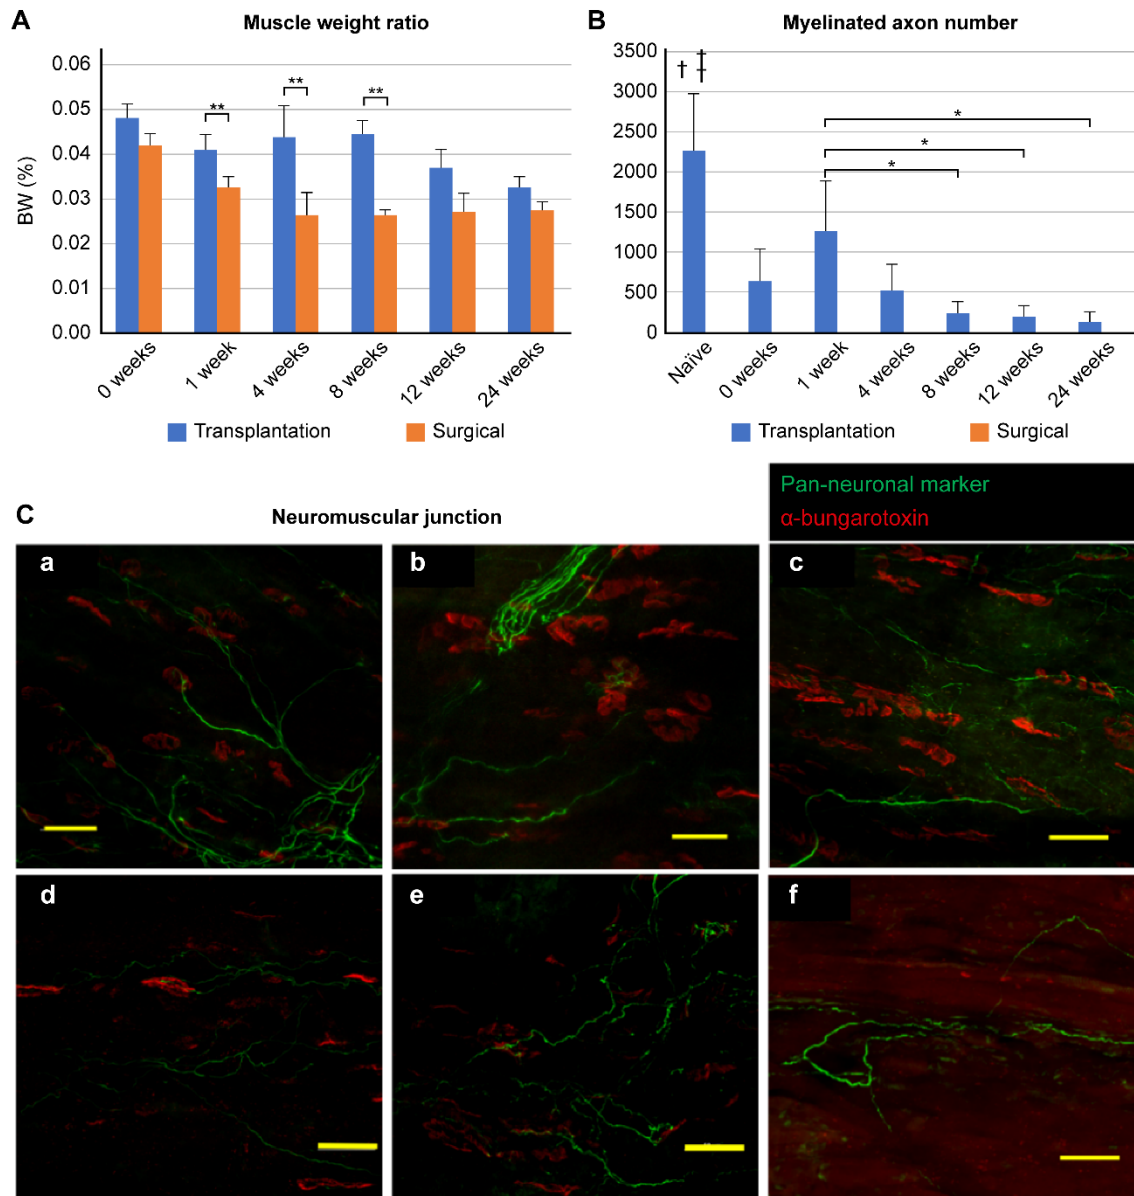 A
Muscle weight ratio
BW (%)
0.06
0.05
0.04
0.03
0.02
0.01
0.00
**
**
**
0 weeks
1 week
4 weeks
8 weeks
12 weeks
24 weeks
Transplantation
Surgical
B
Myelinated axon number
3500
3000
2500
2000
1500
1000
500
0
† ‡
*
*
*
Naïve
0 weeks
1 week
4 weeks
8 weeks
12 weeks
24 weeks
Transplantation
Surgical
C
Neuromuscular junction
Pan-neuronal marker
α-bungarotoxin
a
b
c
d
e
f